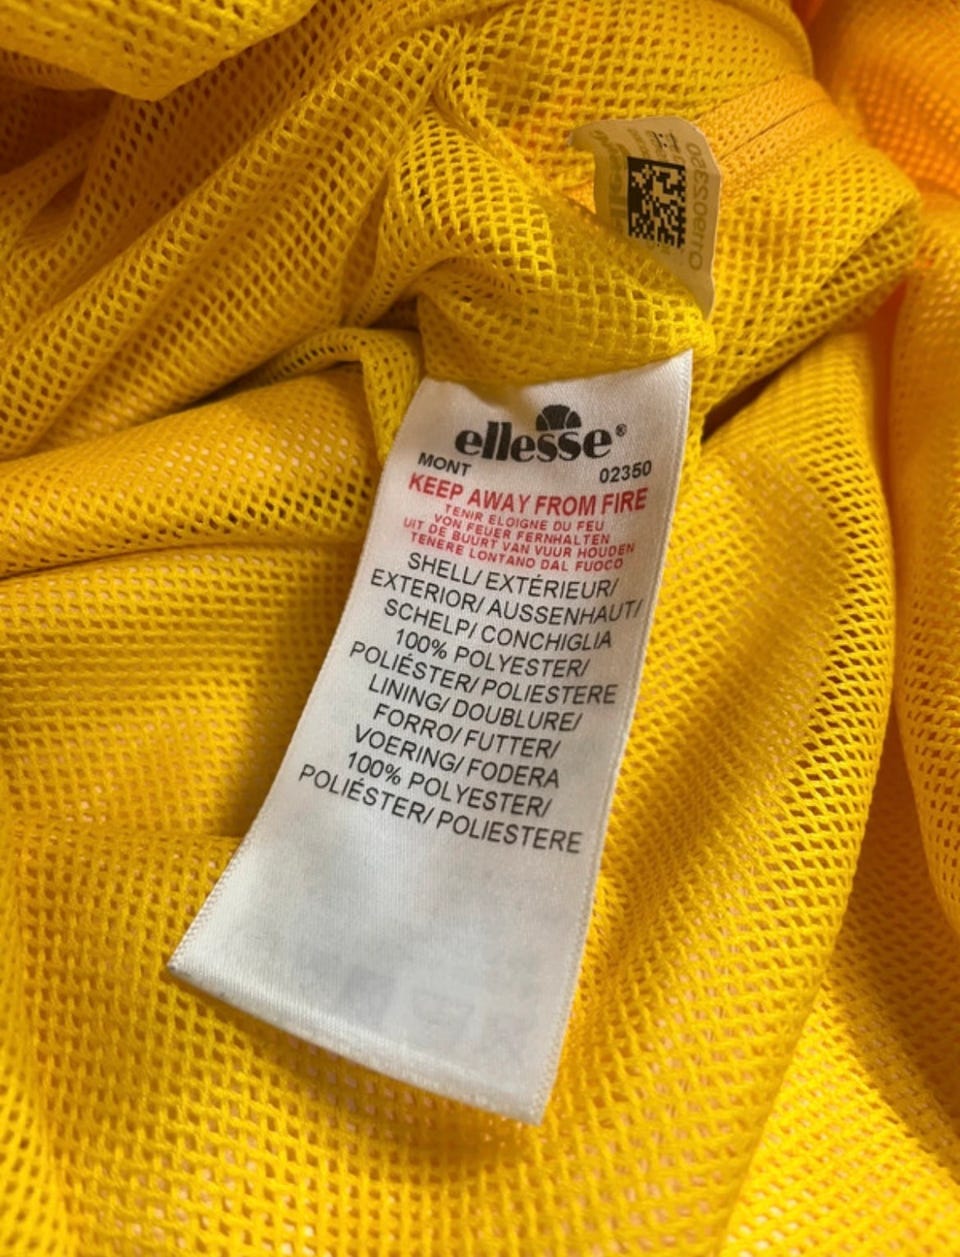 ellesse®
MONT 02350
KEEP AWAY FROM FIRE
TENIR ELOIGNE DU FEU
VON FEUER FERNHALTEN
UIT DE BUURT VAN VUUR HOUDEN
TENERE LONTANO DAL FUOCO
SHELL/ EXTÉRIEUR/
EXTERIOR/ AUSSENHAUT/
SCHELP/ CONCHIGLIA
100% POLYESTER/
POLIÉSTER/ POLIESTERE
LINING/ DOUBLURE/
FORRO/ FUTTER/
VOERING/ FODERA
100% POLYESTER/
POLIÉSTER/ POLIESTERE